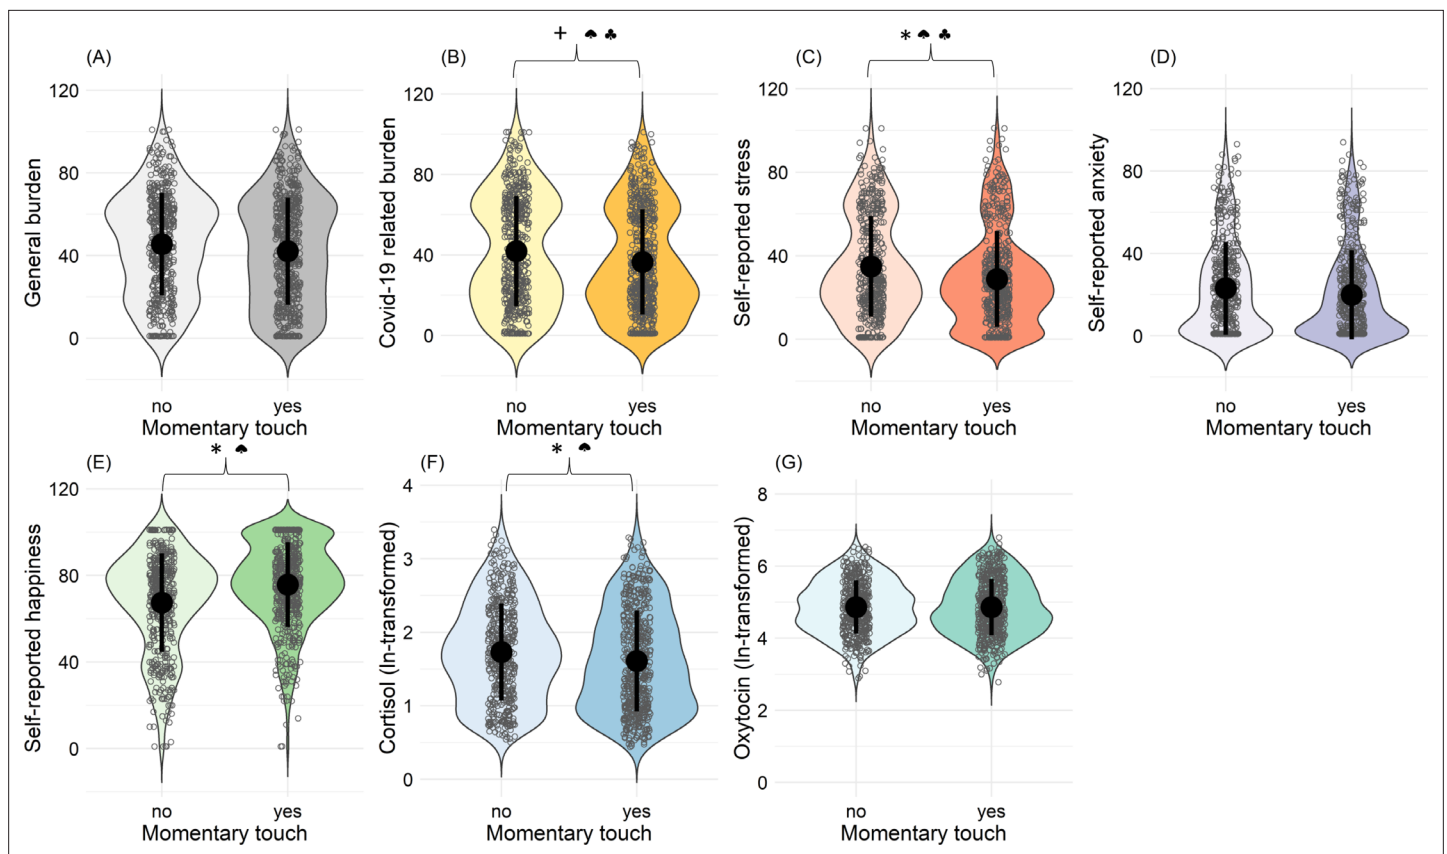 (A)
General burden
120
80
40
0
no yes
Momentary touch
(B)
+ ♠ ♣
Covid-19 related burden
120
80
40
0
no yes
Momentary touch
(C)
* ♠ ♣
Self-reported stress
120
80
40
0
no yes
Momentary touch
(D)
Self-reported anxiety
120
80
40
0
no yes
Momentary touch
(E)
* ♠
Self-reported happiness
120
80
40
0
no yes
Momentary touch
(F)
* ♠
Cortisol (In-transformed)
4
3
2
1
0
no yes
Momentary touch
(G)
Oxytocin (In-transformed)
8
6
4
2
0
no yes
Momentary touch